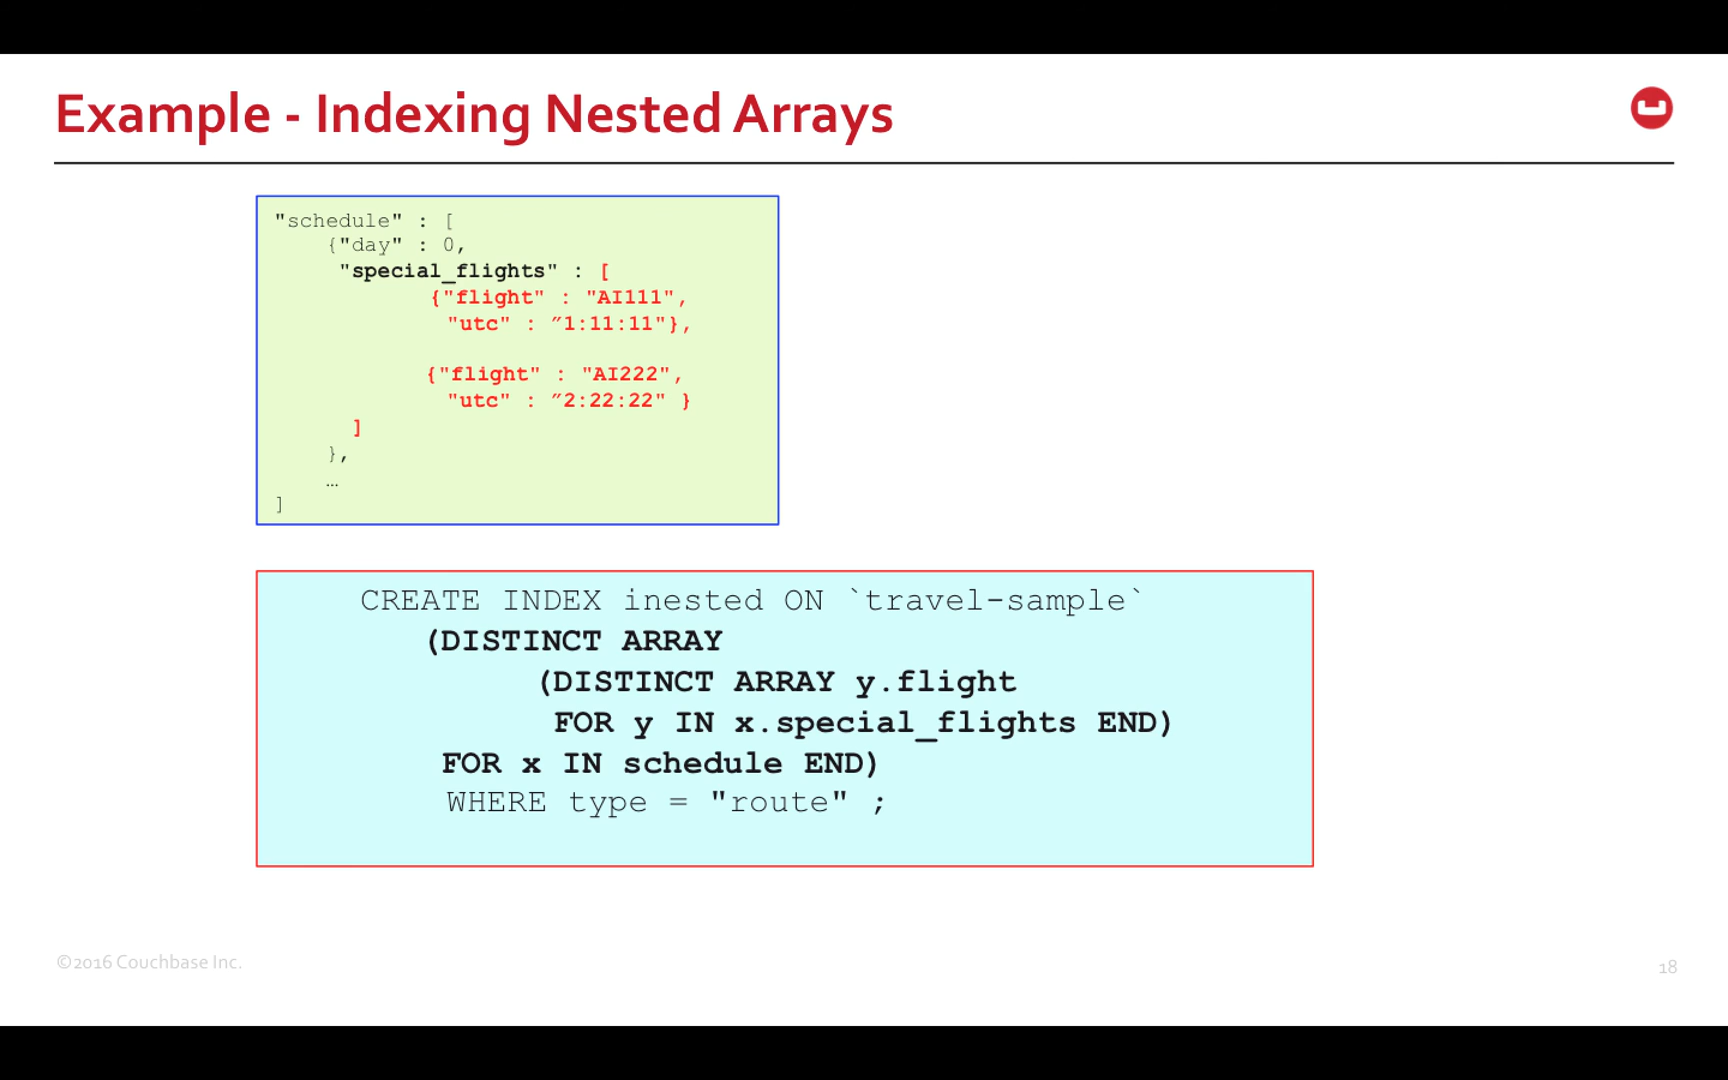 Example - Indexing Nested Arrays
"schedule" : [
{"day" : 0,
"special_flights" : [
{"flight" : "AI111",
"utc" : ″1:11:11"},
{"flight" : "AI222",
"utc" : ″2:22:22" }
]
},
…
]
CREATE INDEX inested ON `travel-sample`
(DISTINCT ARRAY
(DISTINCT ARRAY y.flight
FOR y IN x.special_flights END)
FOR x IN schedule END)
WHERE type = "route" ;
©2016 Couchbase Inc.
18